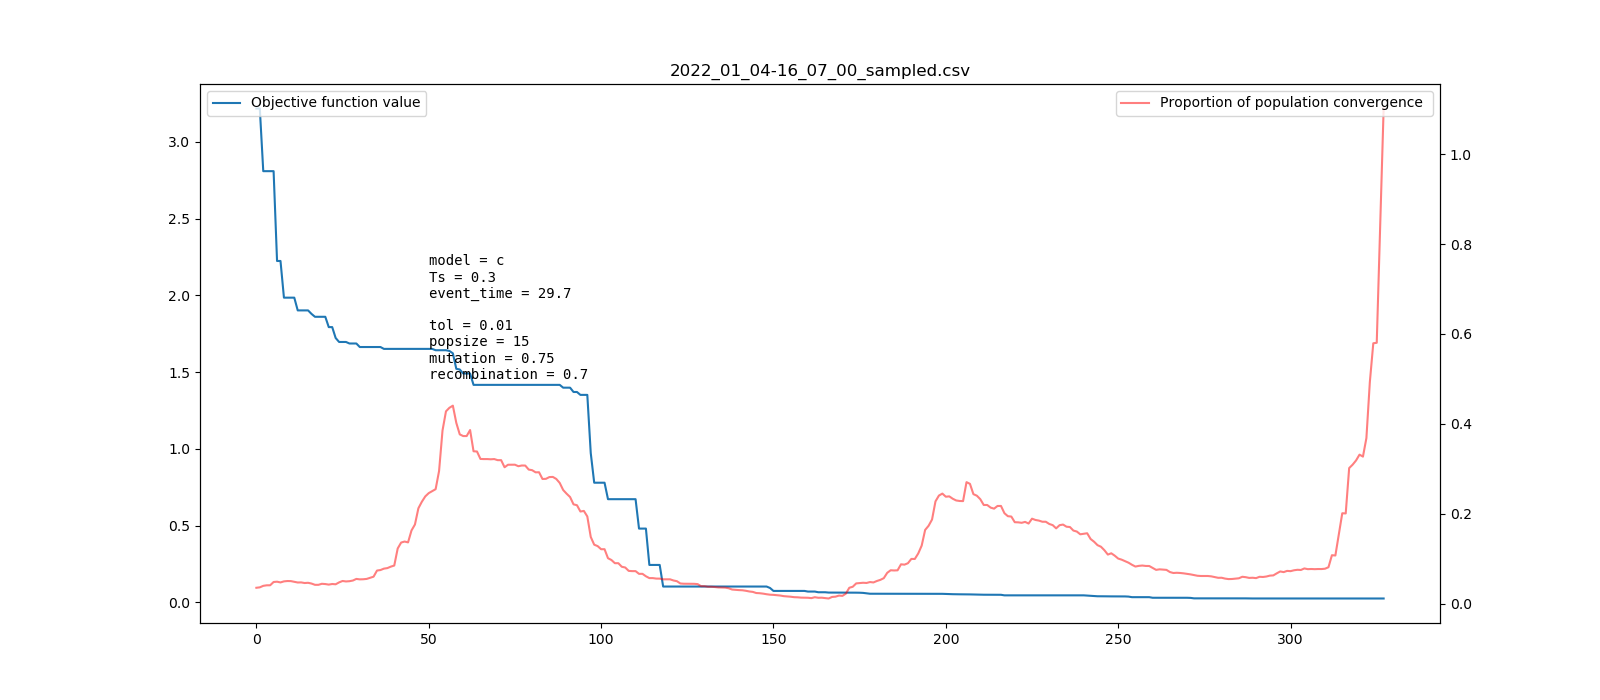 2022_01_04-16_07_00_sampled.csv
Objective function value
Proportion of population convergence
3.0
2.5
2.0
1.5
1.0
0.5
0.0
model = c
Ts = 0.3
event_time = 29.7
tol = 0.01
popsize = 15
mutation = 0.75
recombination = 0.7
1.0
0.8
0.6
0.4
0.2
0.0
0 50 100 150 200 250 300